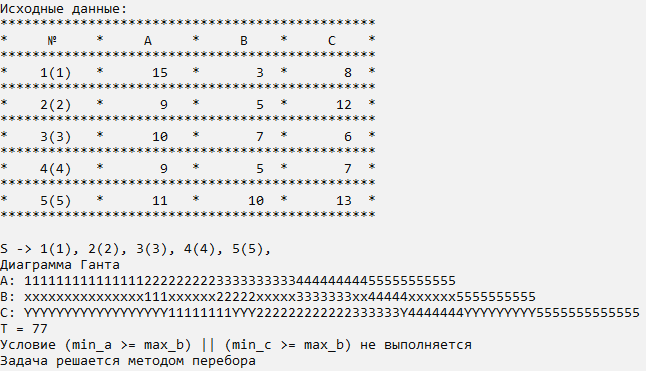 Исходные данные:
***********************************************
*     №     *     A     *     B    *     C    *
***********************************************
*    1(1)   *      15   *       3  *       8  *
***********************************************
*    2(2)   *       9   *       5  *      12  *
***********************************************
*    3(3)   *      10   *       7  *       6  *
***********************************************
*    4(4)   *       9   *       5  *       7  *
***********************************************
*    5(5)   *      11   *      10  *      13  *
***********************************************
S -> 1(1), 2(2), 3(3), 4(4), 5(5),
Диаграмма Ганта
A: 111111111111111222222222333333333344444444455555555555
B: xxxxxxxxxxxxxxx111xxxxxx22222xxxxx3333333xx44444xxxxxx5555555555
C: YYYYYYYYYYYYYYYYYY11111111YYY222222222222333333Y4444444YYYYYYYYY5555555555555
T = 77
Условие (min_a >= max_b) || (min_c >= max_b) не выполняется
Задача решается методом перебора